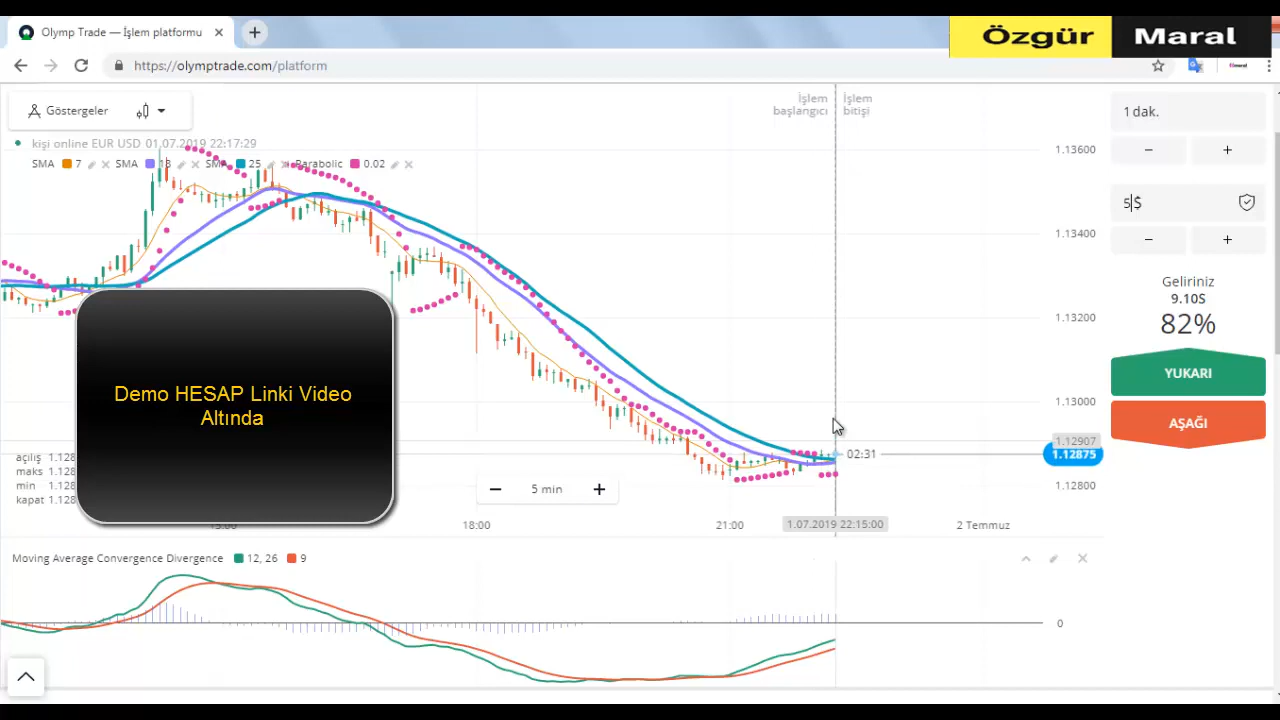 Olymp Trade — İşlem platformu
Özgür Maral
https://olymptrade.com/platform
Göstergeler
İşlem başlangıcı
İşlem bitişi
kişi online EUR USD 01.07.2019 22:17:29
SMA 7 SMA 18 SMA 25 Parabolic 0.02
1.13600
1.13400
1.13200
1.13000
1.12907
1.12875
1.12800
02:31
Demo HESAP Linki Video
Altında
açılış 1.128
maks 1.128
min 1.128
kapat 1.128
5 min
18:00
21:00
1.07.2019 22:15:00
2 Temmuz
Moving Average Convergence Divergence 12, 26 9
0
1 dak.
− +
5$
− +
Geliriniz
9.10$
82%
YUKARI
AŞAĞI